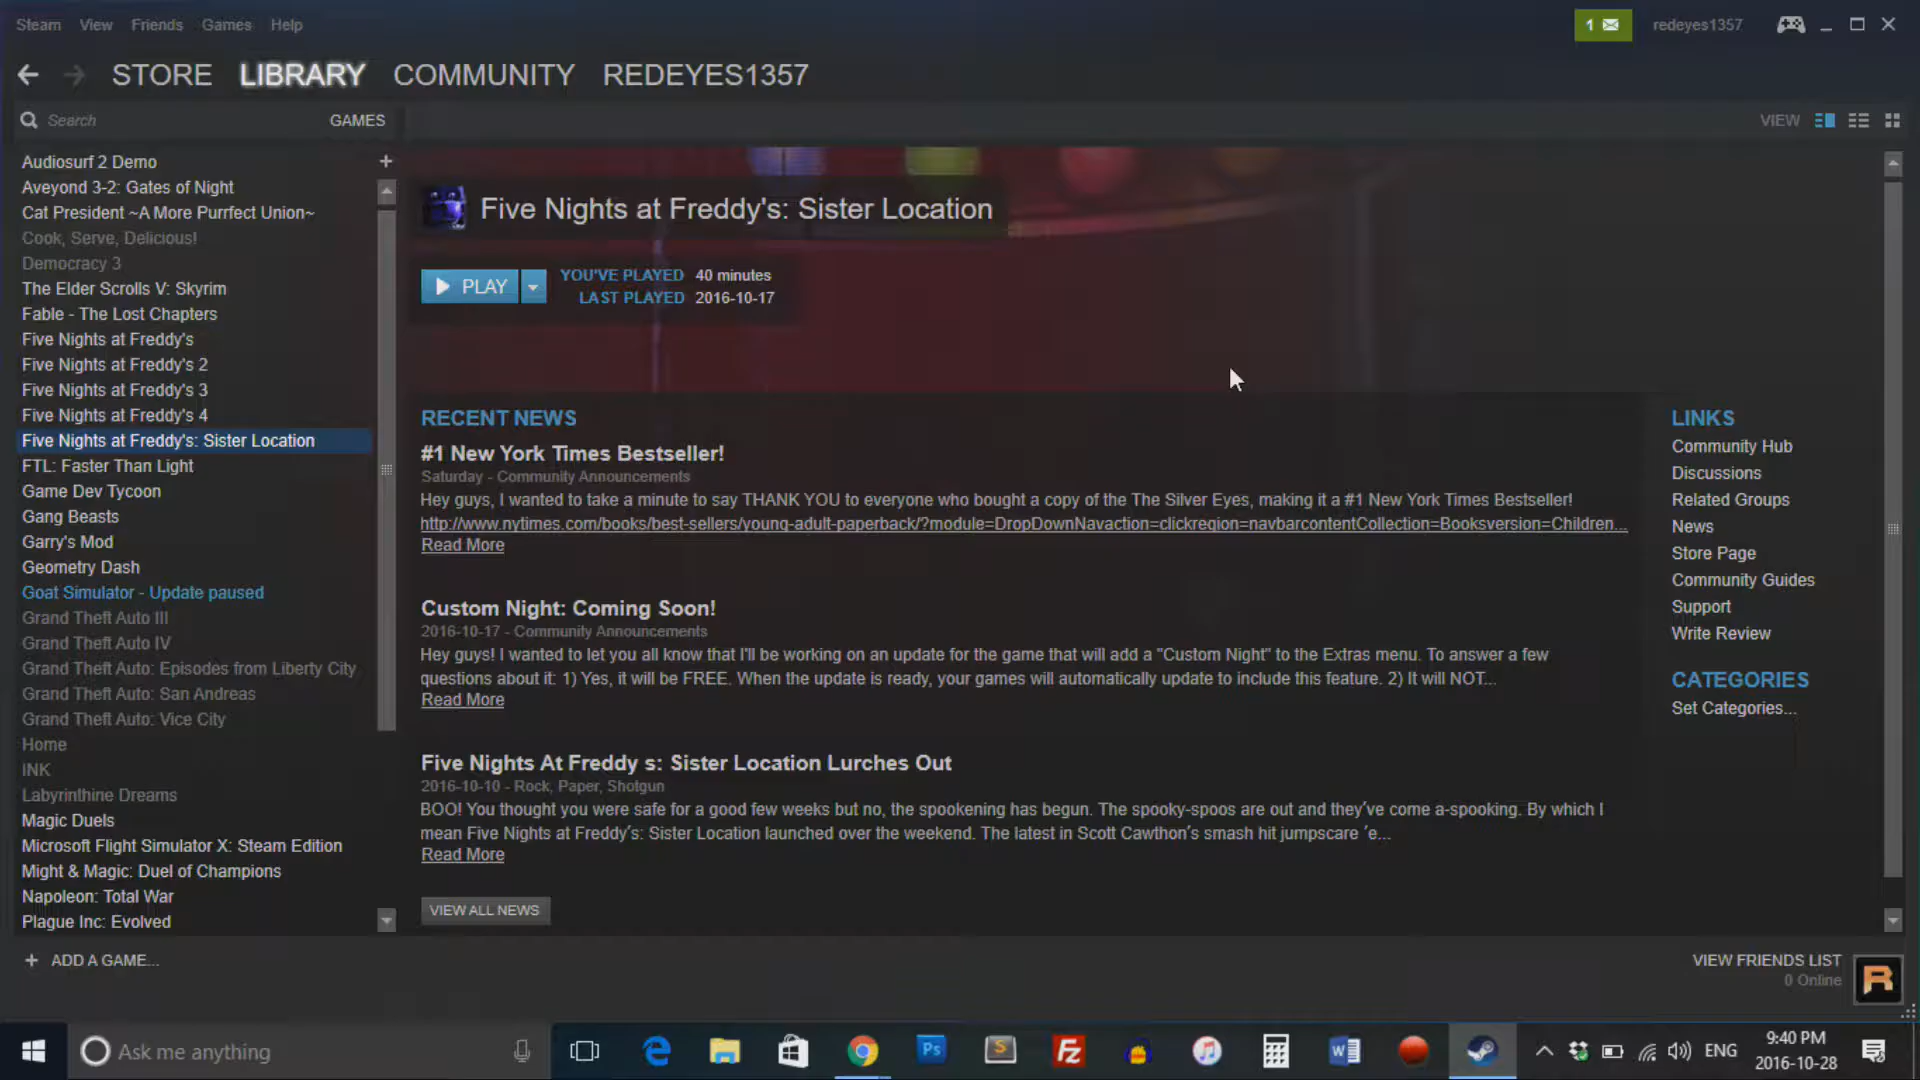 Steam View Friends Games Help
1
redeyes1357
STORE LIBRARY COMMUNITY REDEYES1357
Search
GAMES
VIEW
Audiosurf 2 Demo
Aveyond 3-2: Gates of Night
Cat President ~A More Purrfect Union~
Cook, Serve, Delicious!
Democracy 3
The Elder Scrolls V: Skyrim
Fable - The Lost Chapters
Five Nights at Freddy's
Five Nights at Freddy's 2
Five Nights at Freddy's 3
Five Nights at Freddy's 4
Five Nights at Freddy's: Sister Location
FTL: Faster Than Light
Game Dev Tycoon
Gang Beasts
Garry's Mod
Geometry Dash
Goat Simulator - Update paused
Grand Theft Auto III
Grand Theft Auto IV
Grand Theft Auto: Episodes from Liberty City
Grand Theft Auto: San Andreas
Grand Theft Auto: Vice City
Home
INK
Labyrinthine Dreams
Magic Duels
Microsoft Flight Simulator X: Steam Edition
Might & Magic: Duel of Champions
Napoleon: Total War
Plague Inc: Evolved
ADD A GAME...
Five Nights at Freddy's: Sister Location
PLAY
YOU'VE PLAYED 40 minutes
LAST PLAYED 2016-10-17
RECENT NEWS
#1 New York Times Bestseller!
Saturday - Community Announcements
Hey guys, I wanted to take a minute to say THANK YOU to everyone who bought a copy of the The Silver Eyes, making it a #1 New York Times Bestseller!
http://www.nytimes.com/books/best-sellers/young-adult-paperback/?module=DropDownNavaction=clickregion=navbarcontentCollection=Booksversion=Children...
Read More
Custom Night: Coming Soon!
2016-10-17 - Community Announcements
Hey guys! I wanted to let you all know that I'll be working on an update for the game that will add a "Custom Night" to the Extras menu. To answer a few
questions about it: 1) Yes, it will be FREE. When the update is ready, your games will automatically update to include this feature. 2) It will NOT...
Read More
Five Nights At Freddy s: Sister Location Lurches Out
2016-10-10 - Rock, Paper, Shotgun
BOO! You thought you were safe for a good few weeks but no, the spookening has begun. The spooky-spoos are out and they’ve come a-spooking. By which I
mean Five Nights at Freddy’s: Sister Location launched over the weekend. The latest in Scott Cawthon’s smash hit jumpscare ’e...
Read More
VIEW ALL NEWS
LINKS
Community Hub
Discussions
Related Groups
News
Store Page
Community Guides
Support
Write Review
CATEGORIES
Set Categories...
VIEW FRIENDS LIST
0 Online
Ask me anything
Ps
S
Fz
W
ENG
9:40 PM
2016-10-28